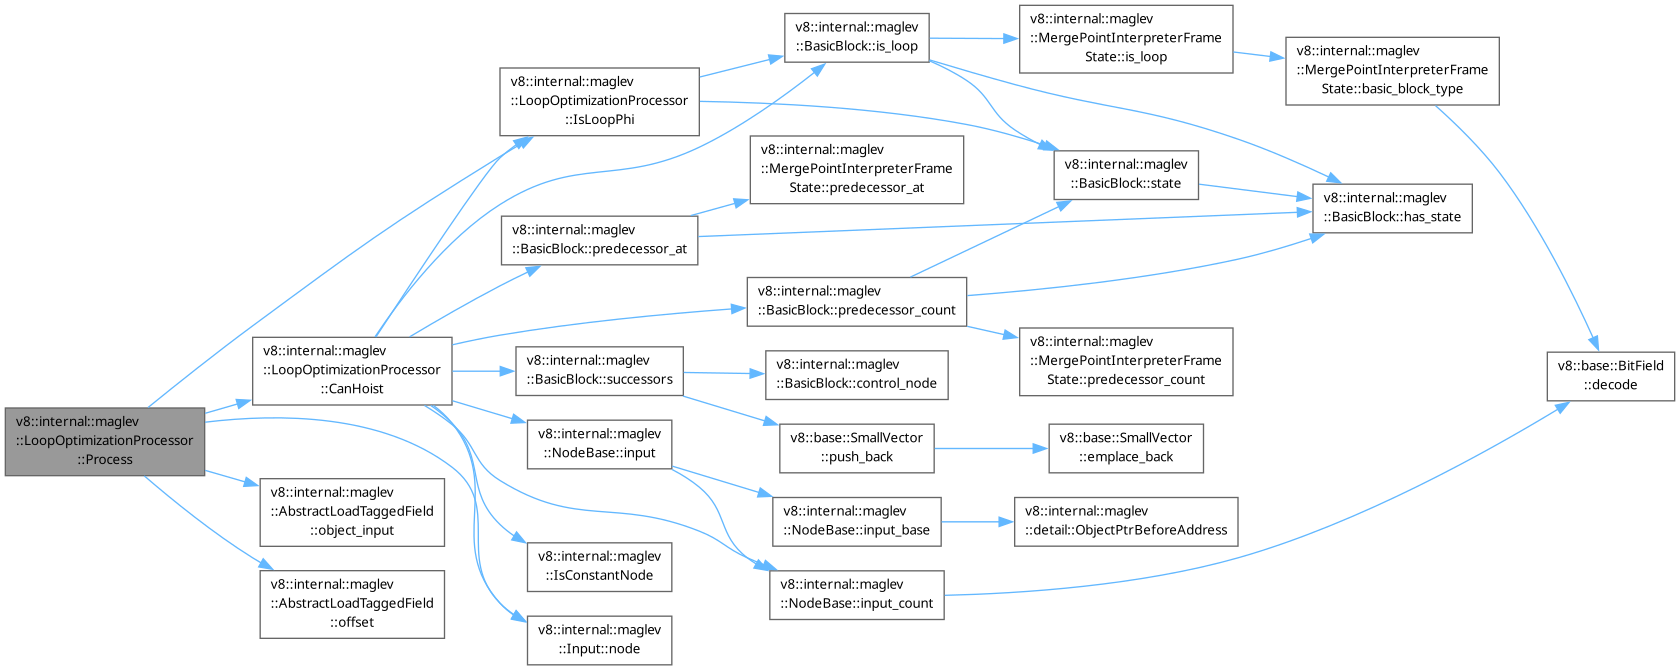 v8::internal::maglev
::LoopOptimizationProcessor
::Process
v8::internal::maglev
::LoopOptimizationProcessor
::CanHoist
v8::internal::maglev
::AbstractLoadTaggedField
::object_input
v8::internal::maglev
::AbstractLoadTaggedField
::offset
v8::internal::maglev
::LoopOptimizationProcessor
::IsLoopPhi
v8::internal::maglev
::BasicBlock::predecessor_at
v8::internal::maglev
::BasicBlock::successors
v8::internal::maglev
::NodeBase::input
v8::internal::maglev
::IsConstantNode
v8::internal::maglev
::Input::node
v8::internal::maglev
::BasicBlock::is_loop
v8::internal::maglev
::MergePointInterpreterFrame
State::predecessor_at
v8::internal::maglev
::BasicBlock::predecessor_count
v8::internal::maglev
::BasicBlock::control_node
v8::base::SmallVector
::push_back
v8::internal::maglev
::NodeBase::input_base
v8::internal::maglev
::NodeBase::input_count
v8::internal::maglev
::MergePointInterpreterFrame
State::is_loop
v8::internal::maglev
::BasicBlock::state
v8::internal::maglev
::MergePointInterpreterFrame
State::predecessor_count
v8::base::SmallVector
::emplace_back
v8::internal::maglev
::detail::ObjectPtrBeforeAddress
v8::internal::maglev
::MergePointInterpreterFrame
State::basic_block_type
v8::internal::maglev
::BasicBlock::has_state
v8::base::BitField
::decode